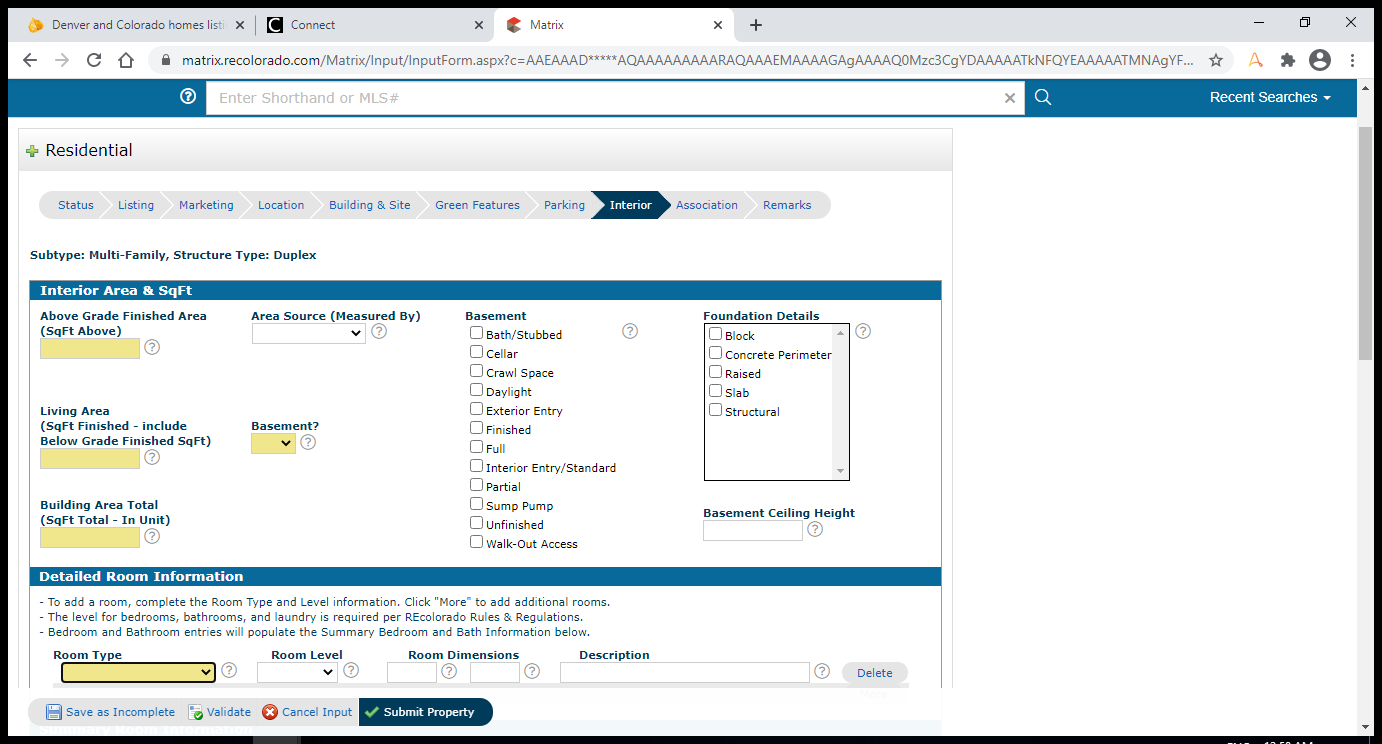 Denver and Colorado homes listi
Connect
Matrix
matrix.recolorado.com/Matrix/Input/InputForm.aspx?c=AAEAAAD*****AQAAAAAAAAARAQAAAEMAAAAGAgAAAAQ0Mzc3CgYDAAAAATkNFQYEAAAAATMNAgYF...
Enter Shorthand or MLS#
Recent Searches
Residential
Status Listing Marketing Location Building & Site Green Features Parking Interior Association Remarks
Subtype: Multi-Family, Structure Type: Duplex
Interior Area & SqFt
Above Grade Finished Area
(SqFt Above)
Living Area
(SqFt Finished - include
Below Grade Finished SqFt)
Building Area Total
(SqFt Total - In Unit)
Area Source (Measured By)
Basement?
Basement
Bath/Stubbed
Cellar
Crawl Space
Daylight
Exterior Entry
Finished
Full
Interior Entry/Standard
Partial
Sump Pump
Unfinished
Walk-Out Access
Foundation Details
Block
Concrete Perimeter
Raised
Slab
Structural
Basement Ceiling Height
Detailed Room Information
- To add a room, complete the Room Type and Level information. Click "More" to add additional rooms.
- The level for bedrooms, bathrooms, and laundry is required per REcolorado Rules & Regulations.
- Bedroom and Bathroom entries will populate the Summary Bedroom and Bath Information below.
Room Type Room Level Room Dimensions Description
Delete
Save as Incomplete Validate Cancel Input Submit Property